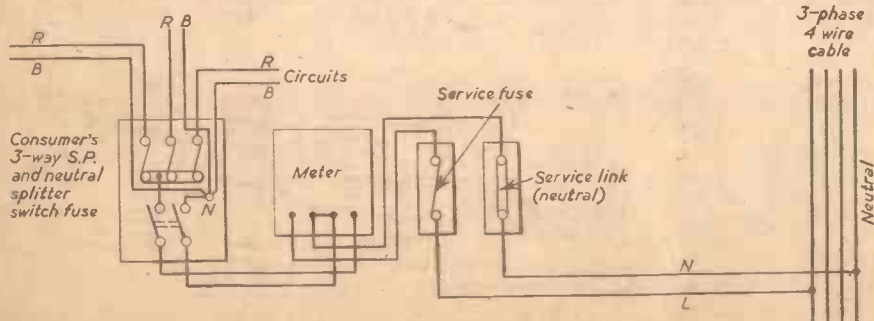 3-phase
4 wire
cable
R B
R
B
R
B
Circuits
Service fuse
Consumer's
3-way S.P.
and neutral
splitter
switch fuse
Meter
Service link
(neutral)
N
Neutral
N
L